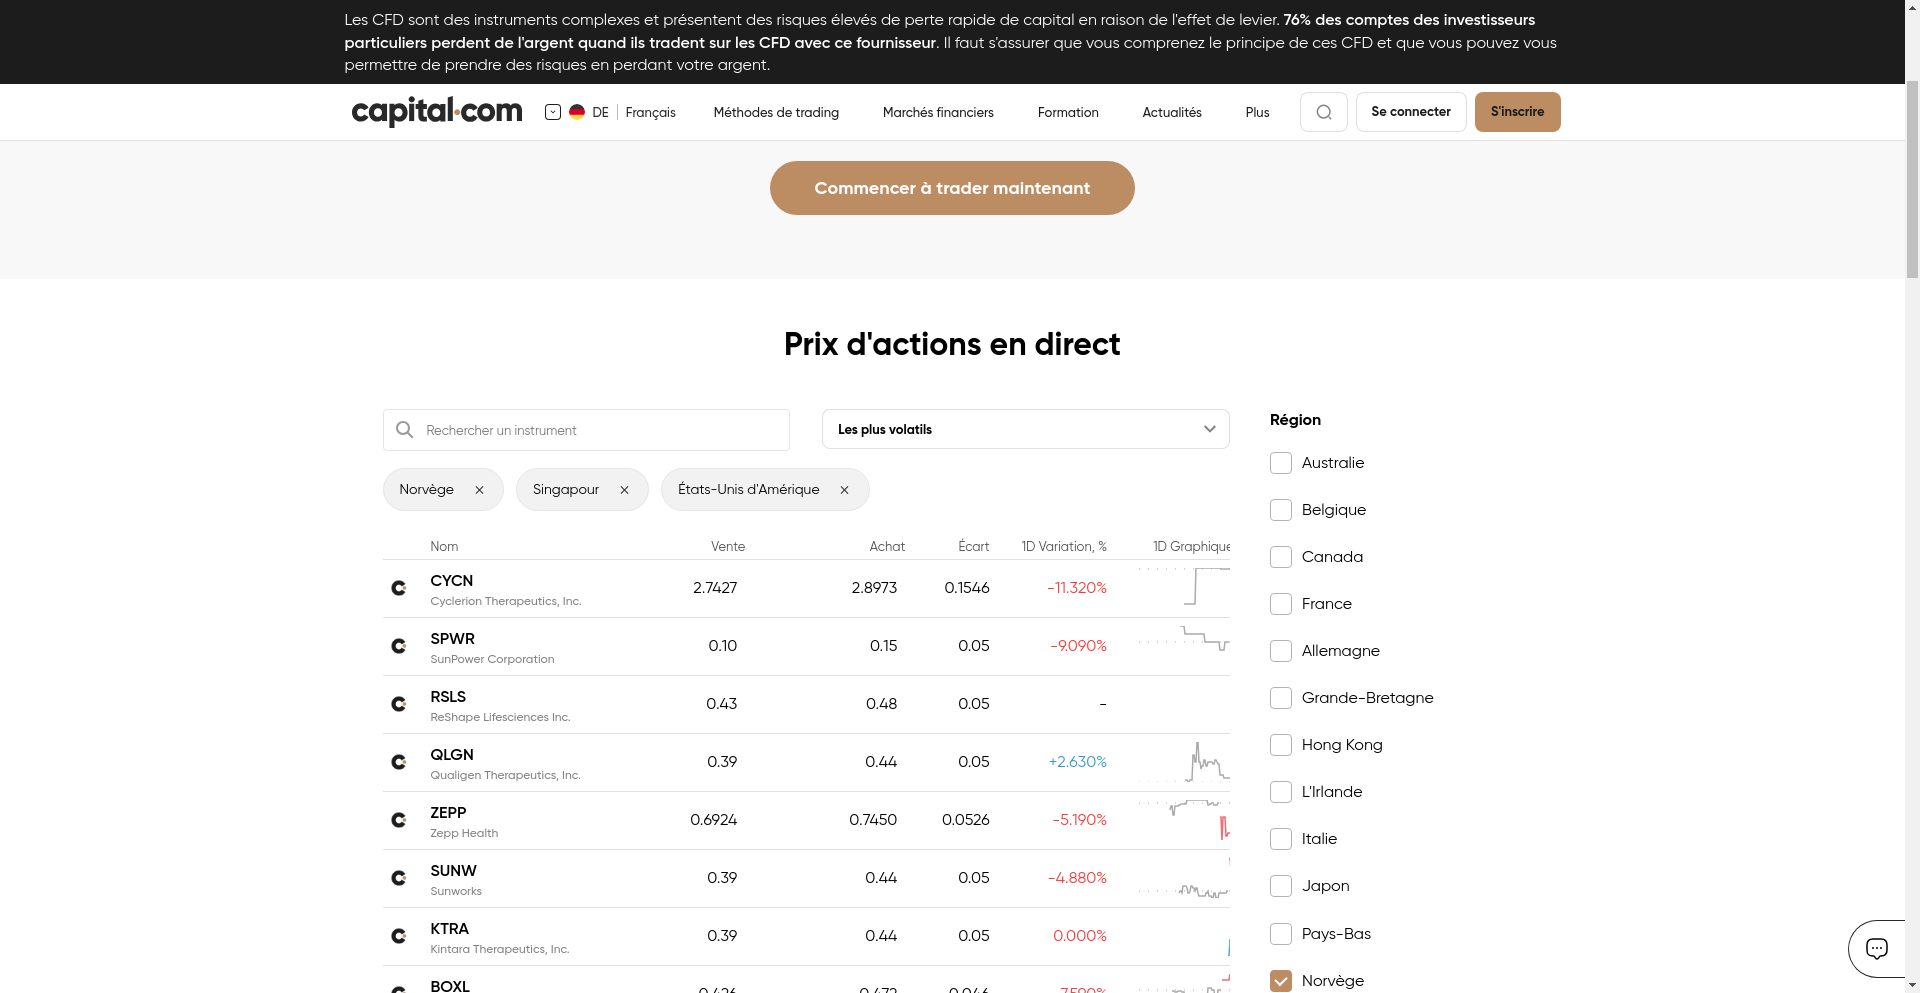 Les CFD sont des instruments complexes et présentent des risques élevés de perte rapide de capital en raison de l'effet de levier. 76% des comptes des investisseurs
particuliers perdent de l'argent quand ils tradent sur les CFD avec ce fournisseur. Il faut s'assurer que vous comprenez le principe de ces CFD et que vous pouvez vous
permettre de prendre des risques en perdant votre argent.
capital.com DE Français Méthodes de trading Marchés financiers Formation Actualités Plus Se connecter S'inscrire
Commencer à trader maintenant
Prix d'actions en direct
Rechercher un instrument
Les plus volatils
Norvège
Singapour
États-Unis d'Amérique
Nom Vente Achat Écart 1D Variation, % 1D Graphique
CYCN 2.7427 2.8973 0.1546 -11.320%
Cyclerion Therapeutics, Inc.
SPWR 0.10 0.15 0.05 -9.090%
SunPower Corporation
RSLS 0.43 0.48 0.05 -
ReShape Lifesciences Inc.
QLGN 0.39 0.44 0.05 +2.630%
Qualigen Therapeutics, Inc.
ZEPP 0.6924 0.7450 0.0526 -5.190%
Zepp Health
SUNW 0.39 0.44 0.05 -4.880%
Sunworks
KTRA 0.39 0.44 0.05 0.000%
Kintara Therapeutics, Inc.
BOXL
Région
Australie
Belgique
Canada
France
Allemagne
Grande-Bretagne
Hong Kong
L'Irlande
Italie
Japon
Pays-Bas
Norvège